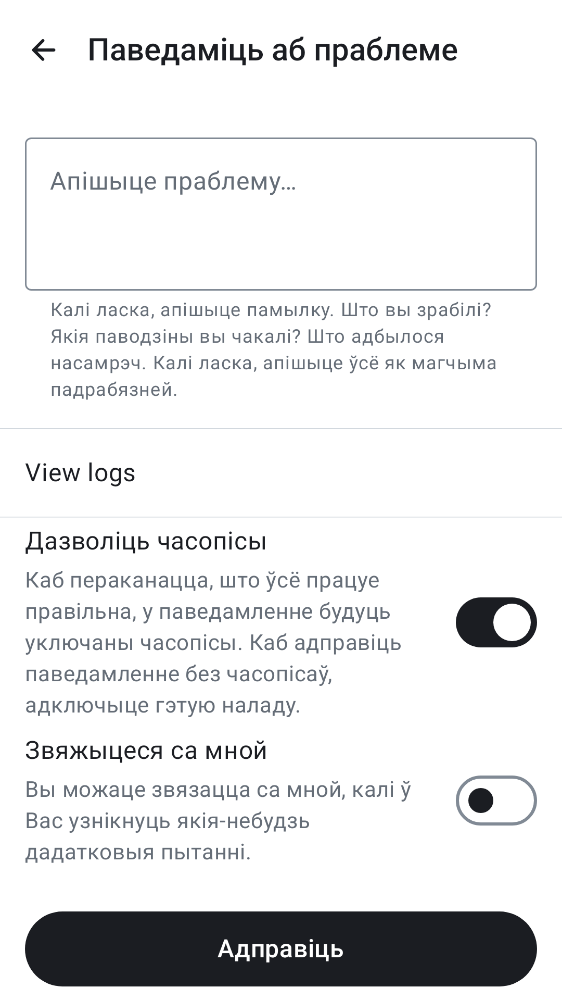 Паведаміць аб праблеме
Апішыце праблему…
Калі ласка, апішыце памылку. Што вы зрабілі?
Якія паводзіны вы чакалі? Што адбылося
насамрэч. Калі ласка, апішыце ўсё як магчыма
падрабязней.
View logs
Дазволіць часопісы
Каб пераканацца, што ўсё працуе
правільна, у паведамленне будуць
уключаны часопісы. Каб адправіць
паведамленне без часопісаў,
адключыце гэтую наладу.
Звяжыцеся са мной
Вы можаце звязацца са мной, калі ў
Вас узнікнуць якія-небудзь
дадатковыя пытанні.
Адправіць